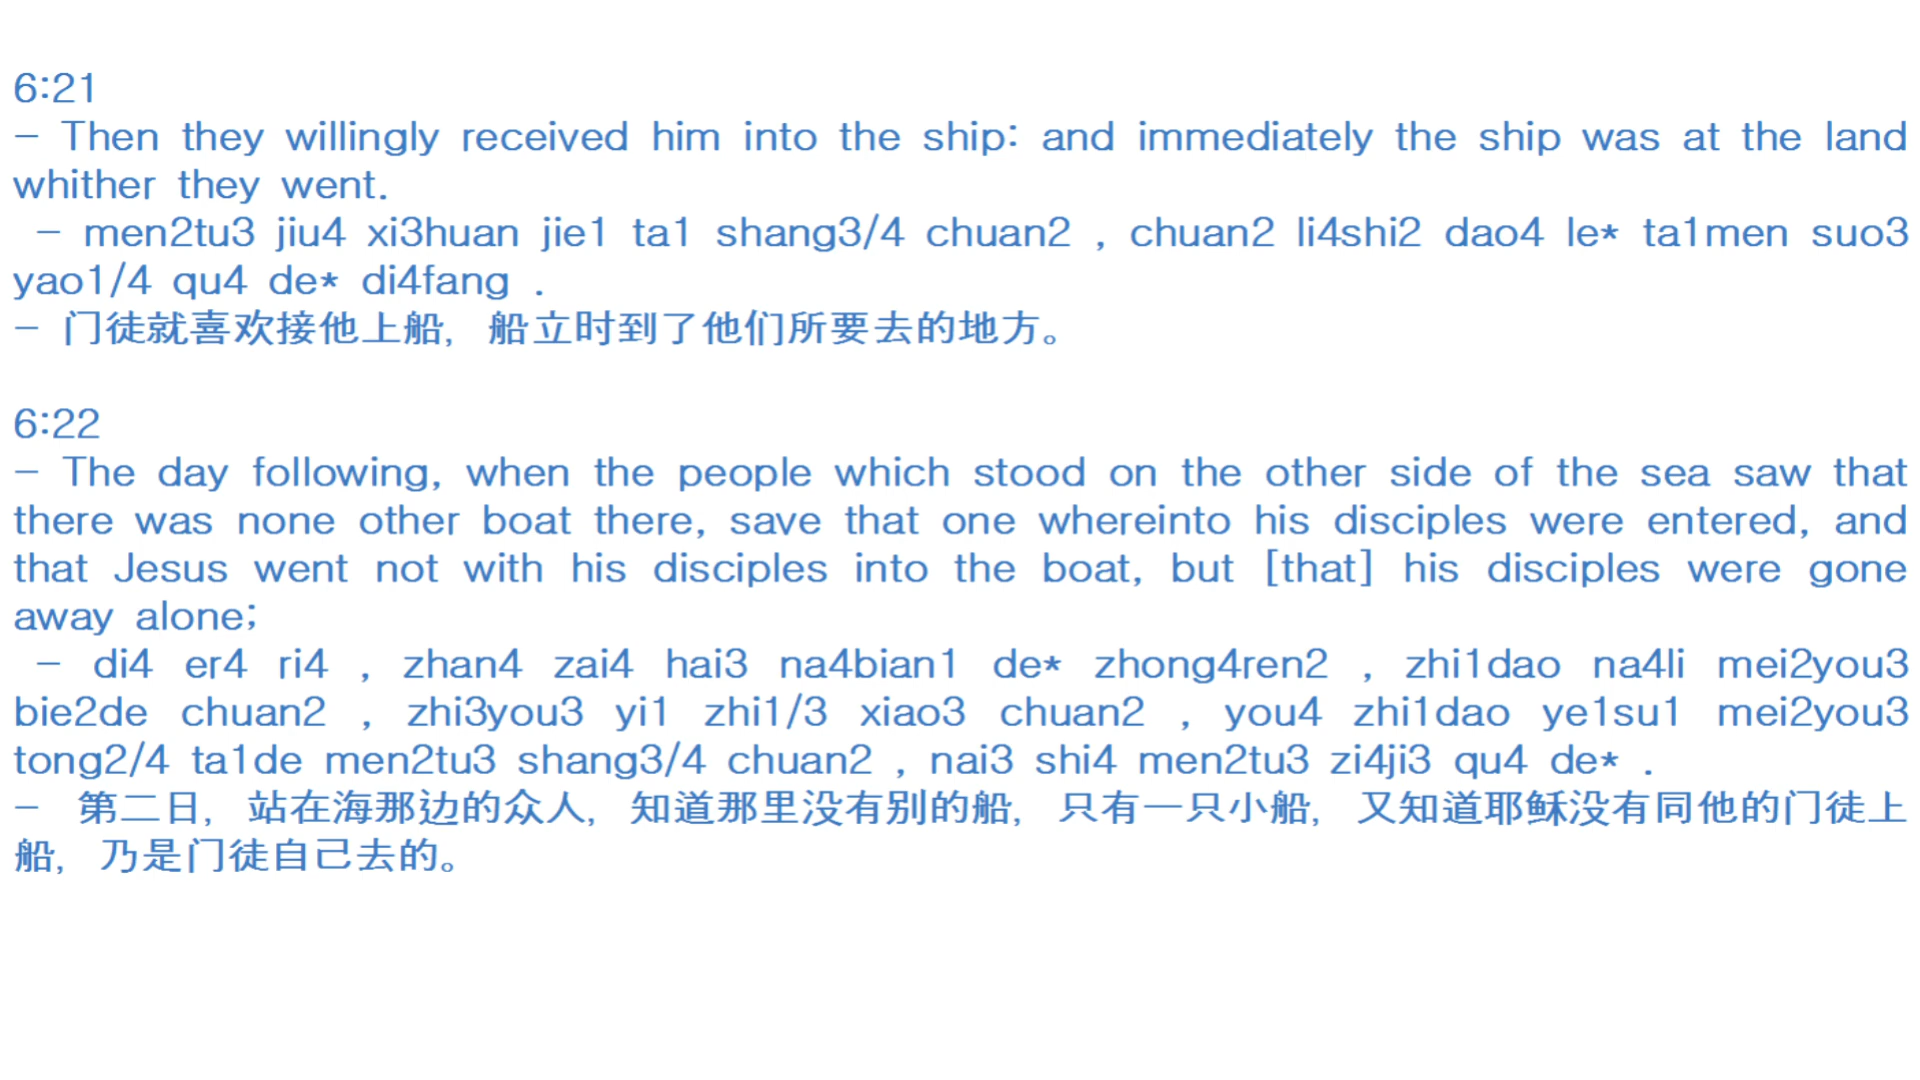 6:21
- Then they willingly received him into the ship: and immediately the ship was at the land
whither they went.
- men2tu3 jiu4 xi3huan jie1 ta1 shang3/4 chuan2 , chuan2 li4shi2 dao4 le* ta1men suo3
yao1/4 qu4 de* di4fang .
- 门徒就喜欢接他上船, 船立时到了他们所要去的地方。
6:22
- The day following, when the people which stood on the other side of the sea saw that
there was none other boat there, save that one whereinto his disciples were entered, and
that Jesus went not with his disciples into the boat, but [that] his disciples were gone
away alone;
- di4 er4 ri4 , zhan4 zai4 hai3 na4bian1 de* zhong4ren2 , zhi1dao na4li mei2you3
bie2de chuan2 , zhi3you3 yi1 zhi1/3 xiao3 chuan2 , you4 zhi1dao ye1su1 mei2you3
tong2/4 ta1de men2tu3 shang3/4 chuan2 , nai3 shi4 men2tu3 zi4ji3 qu4 de* .
- 第二日, 站在海那边的众人, 知道那里没有别的船, 只有一只小船, 又知道耶稣没有同他的门徒上
船, 乃是门徒自己去的。